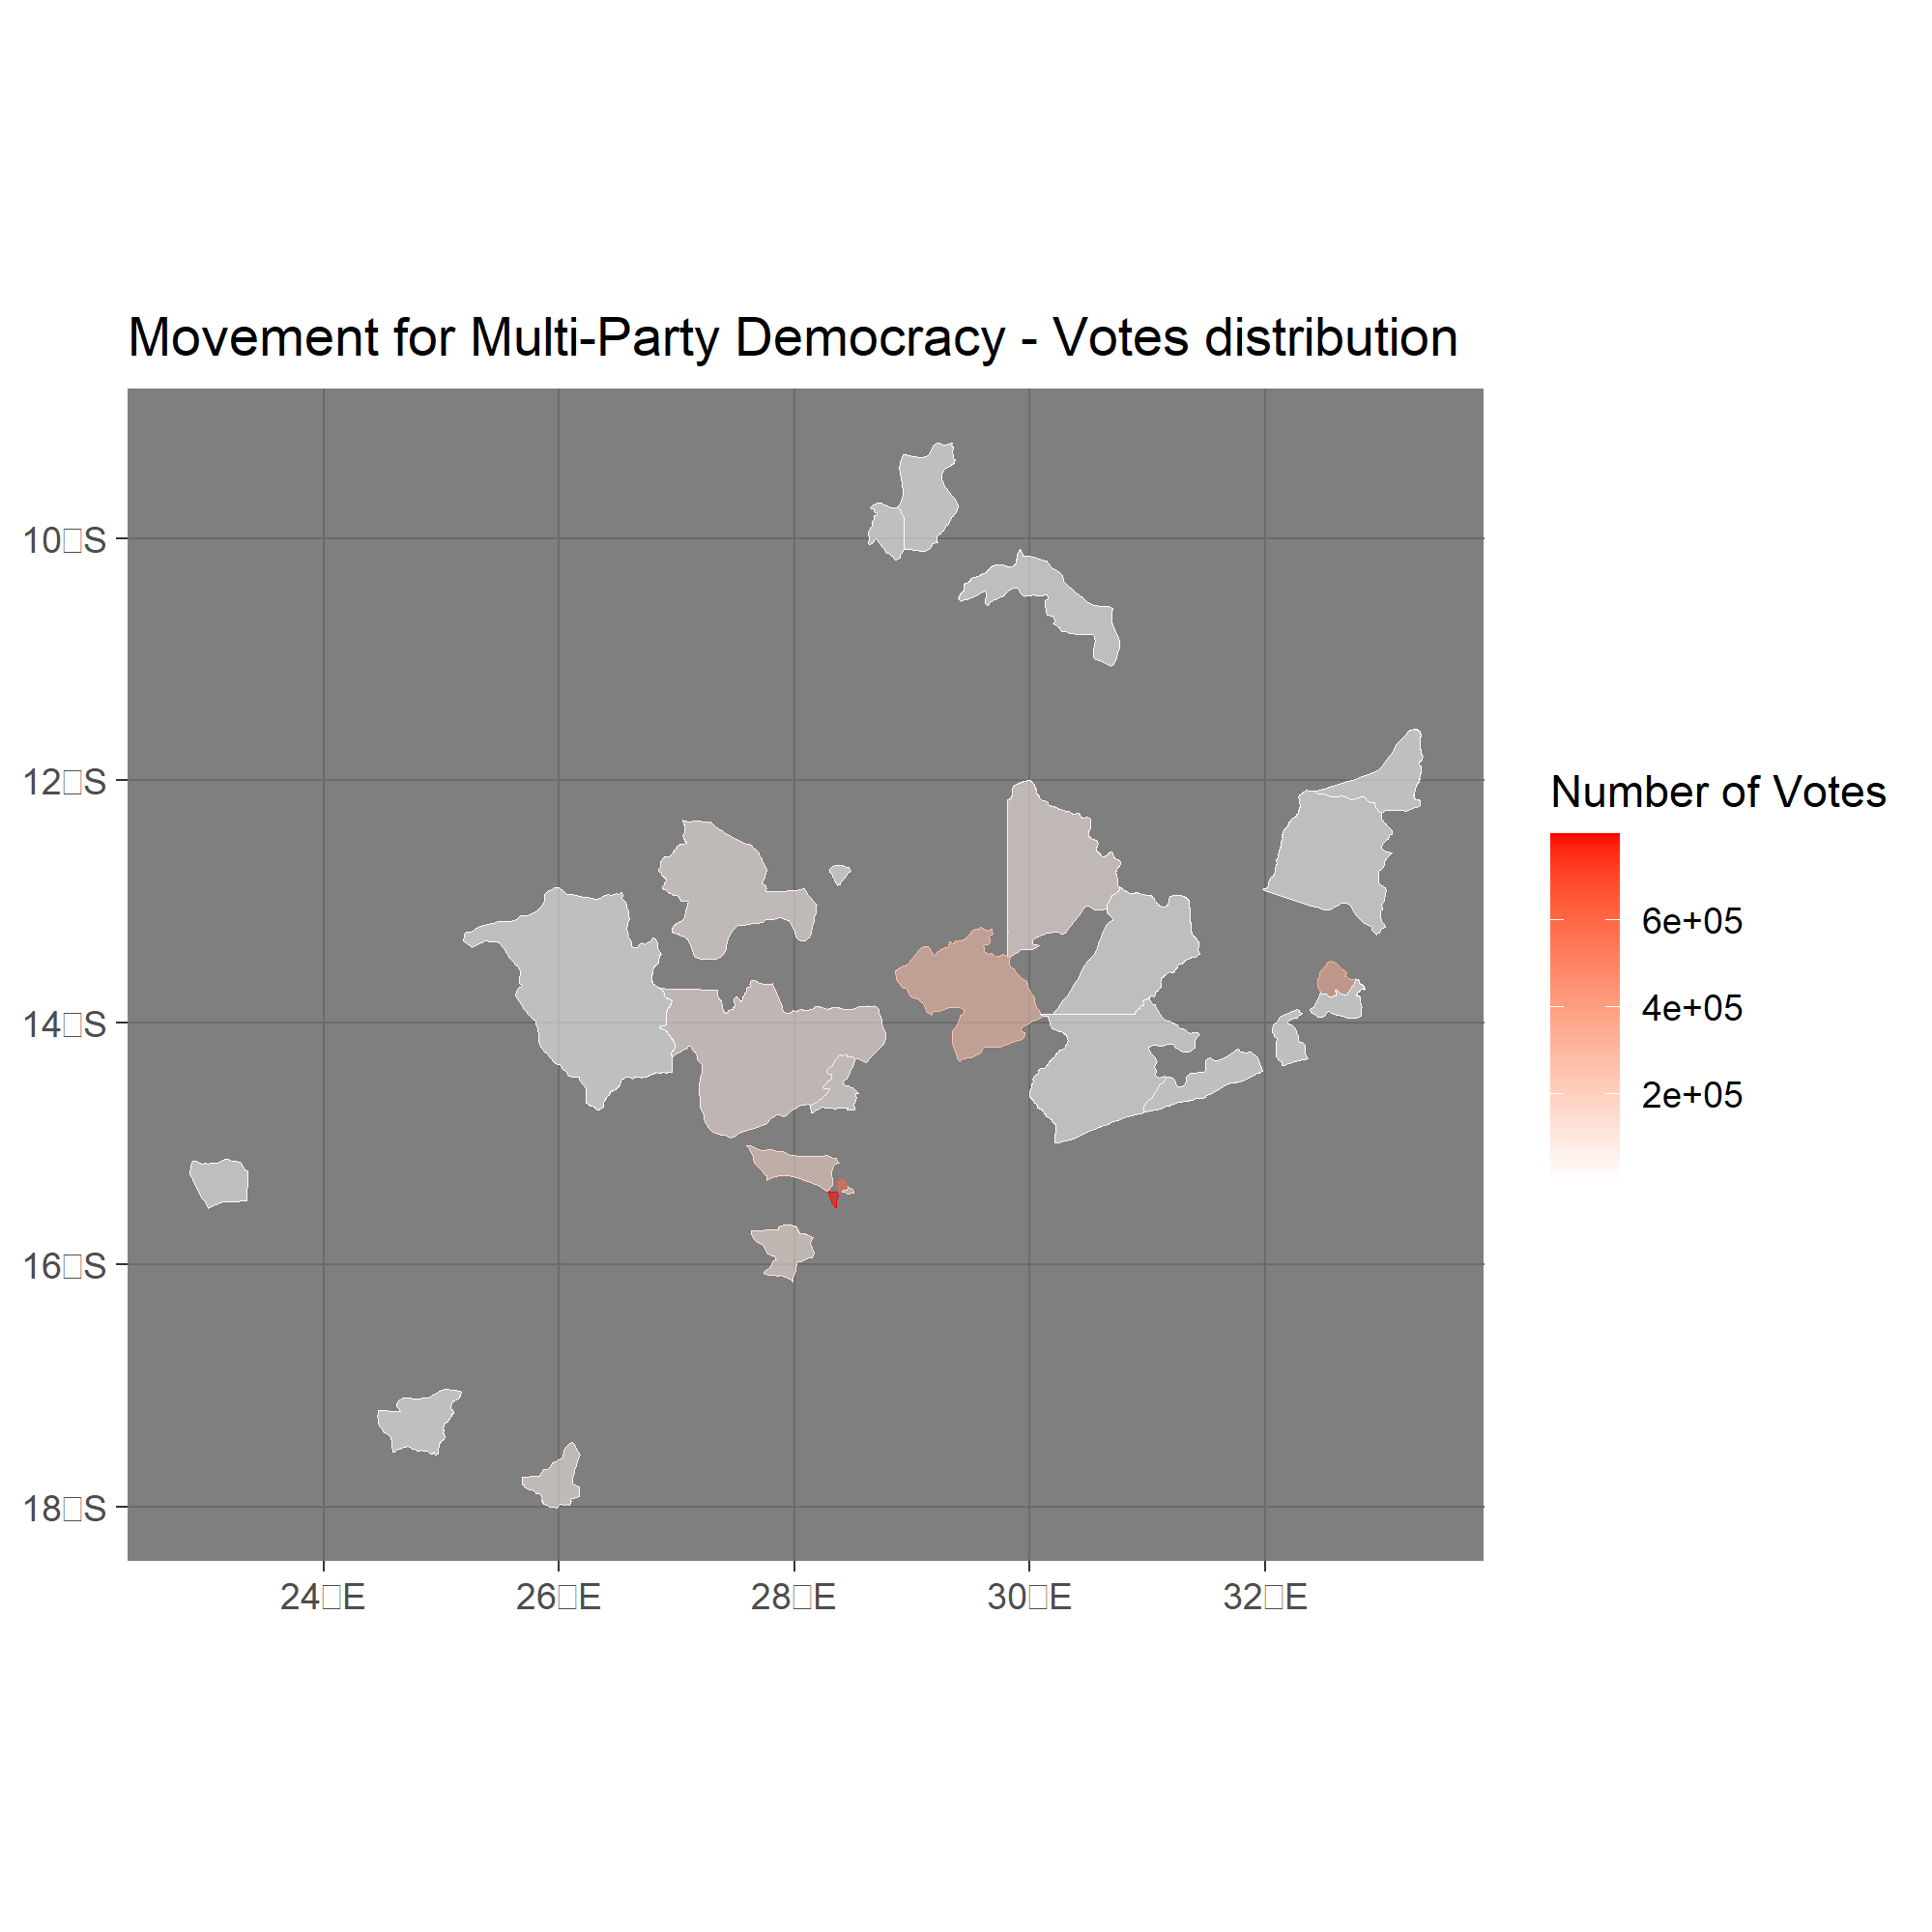 Movement for Multi-Party Democracy - Votes distribution
10□S
12□S
14□S
16□S
18□S
24□E
26□E
28□E
30□E
32□E
Number of Votes
6e+05
4e+05
2e+05